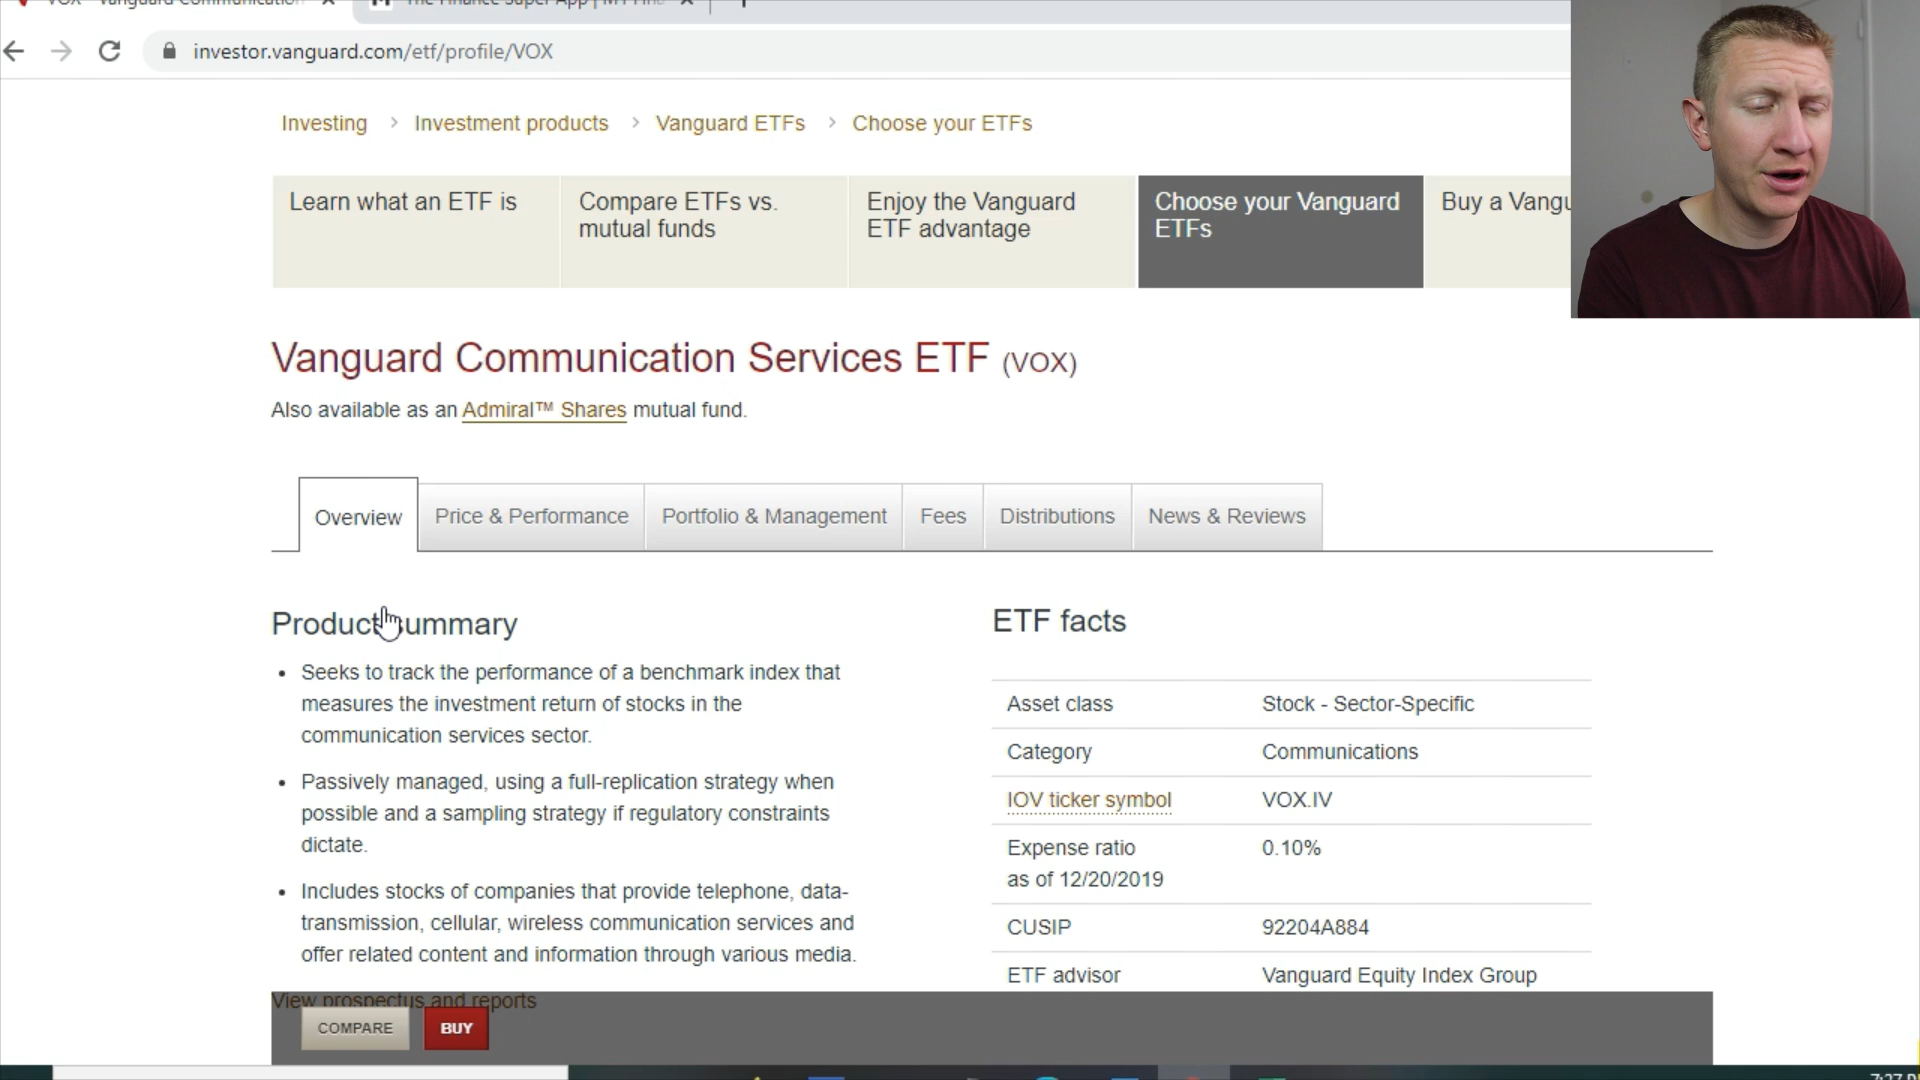 investor.vanguard.com/etf/profile/VOX
Investing > Investment products > Vanguard ETFs > Choose your ETFs
Learn what an ETF is
Compare ETFs vs.
mutual funds
Enjoy the Vanguard
ETF advantage
Choose your Vanguard
ETFs
Buy a
Vanguard Communication Services ETF (VOX)
Also available as an Admiral™ Shares mutual fund.
Overview
Price & Performance
Portfolio & Management
Fees
Distributions
News & Reviews
Product summary
• Seeks to track the performance of a benchmark index that
measures the investment return of stocks in the
communication services sector.
• Passively managed, using a full-replication strategy when
possible and a sampling strategy if regulatory constraints
dictate.
• Includes stocks of companies that provide telephone, data-
transmission, cellular, wireless communication services and
offer related content and information through various media.
View prospectus and reports
ETF facts
Asset class Stock - Sector-Specific
Category Communications
IOV ticker symbol VOX.IV
Expense ratio 0.10%
as of 12/20/2019
CUSIP 92204A884
ETF advisor Vanguard Equity Index Group
COMPARE
BUY